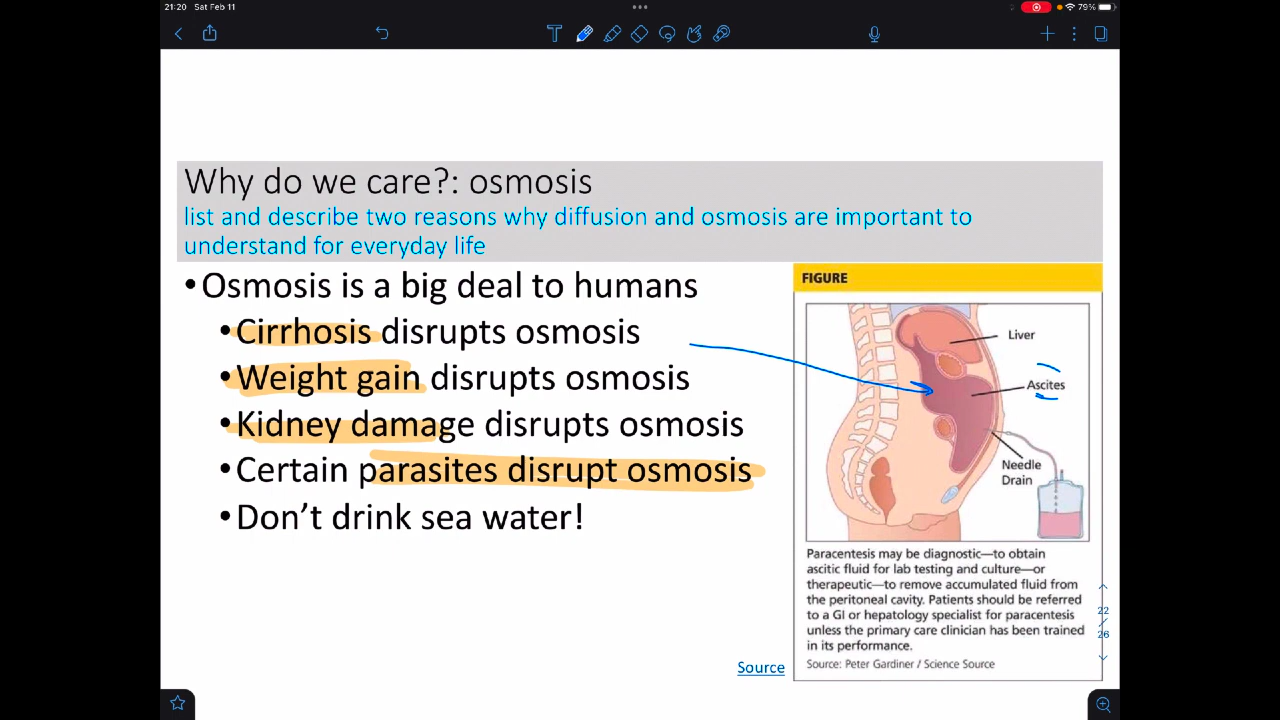 21:20 Sat Feb 11
79%
T
Why do we care?: osmosis
list and describe two reasons why diffusion and osmosis are important to
understand for everyday life
•Osmosis is a big deal to humans
•Cirrhosis disrupts osmosis
•Weight gain disrupts osmosis
•Kidney damage disrupts osmosis
•Certain parasites disrupt osmosis
•Don’t drink sea water!
FIGURE
Liver
Ascites
Needle
Drain
Paracentesis may be diagnostic—to obtain
ascitic fluid for lab testing and culture—or
therapeutic—to remove accumulated fluid from
the peritoneal cavity. Patients should be referred
to a GI or hepatology specialist for paracentesis
unless the primary care clinician has been trained
in its performance.
Source: Peter Gardiner / Science Source
Source
22
/
26